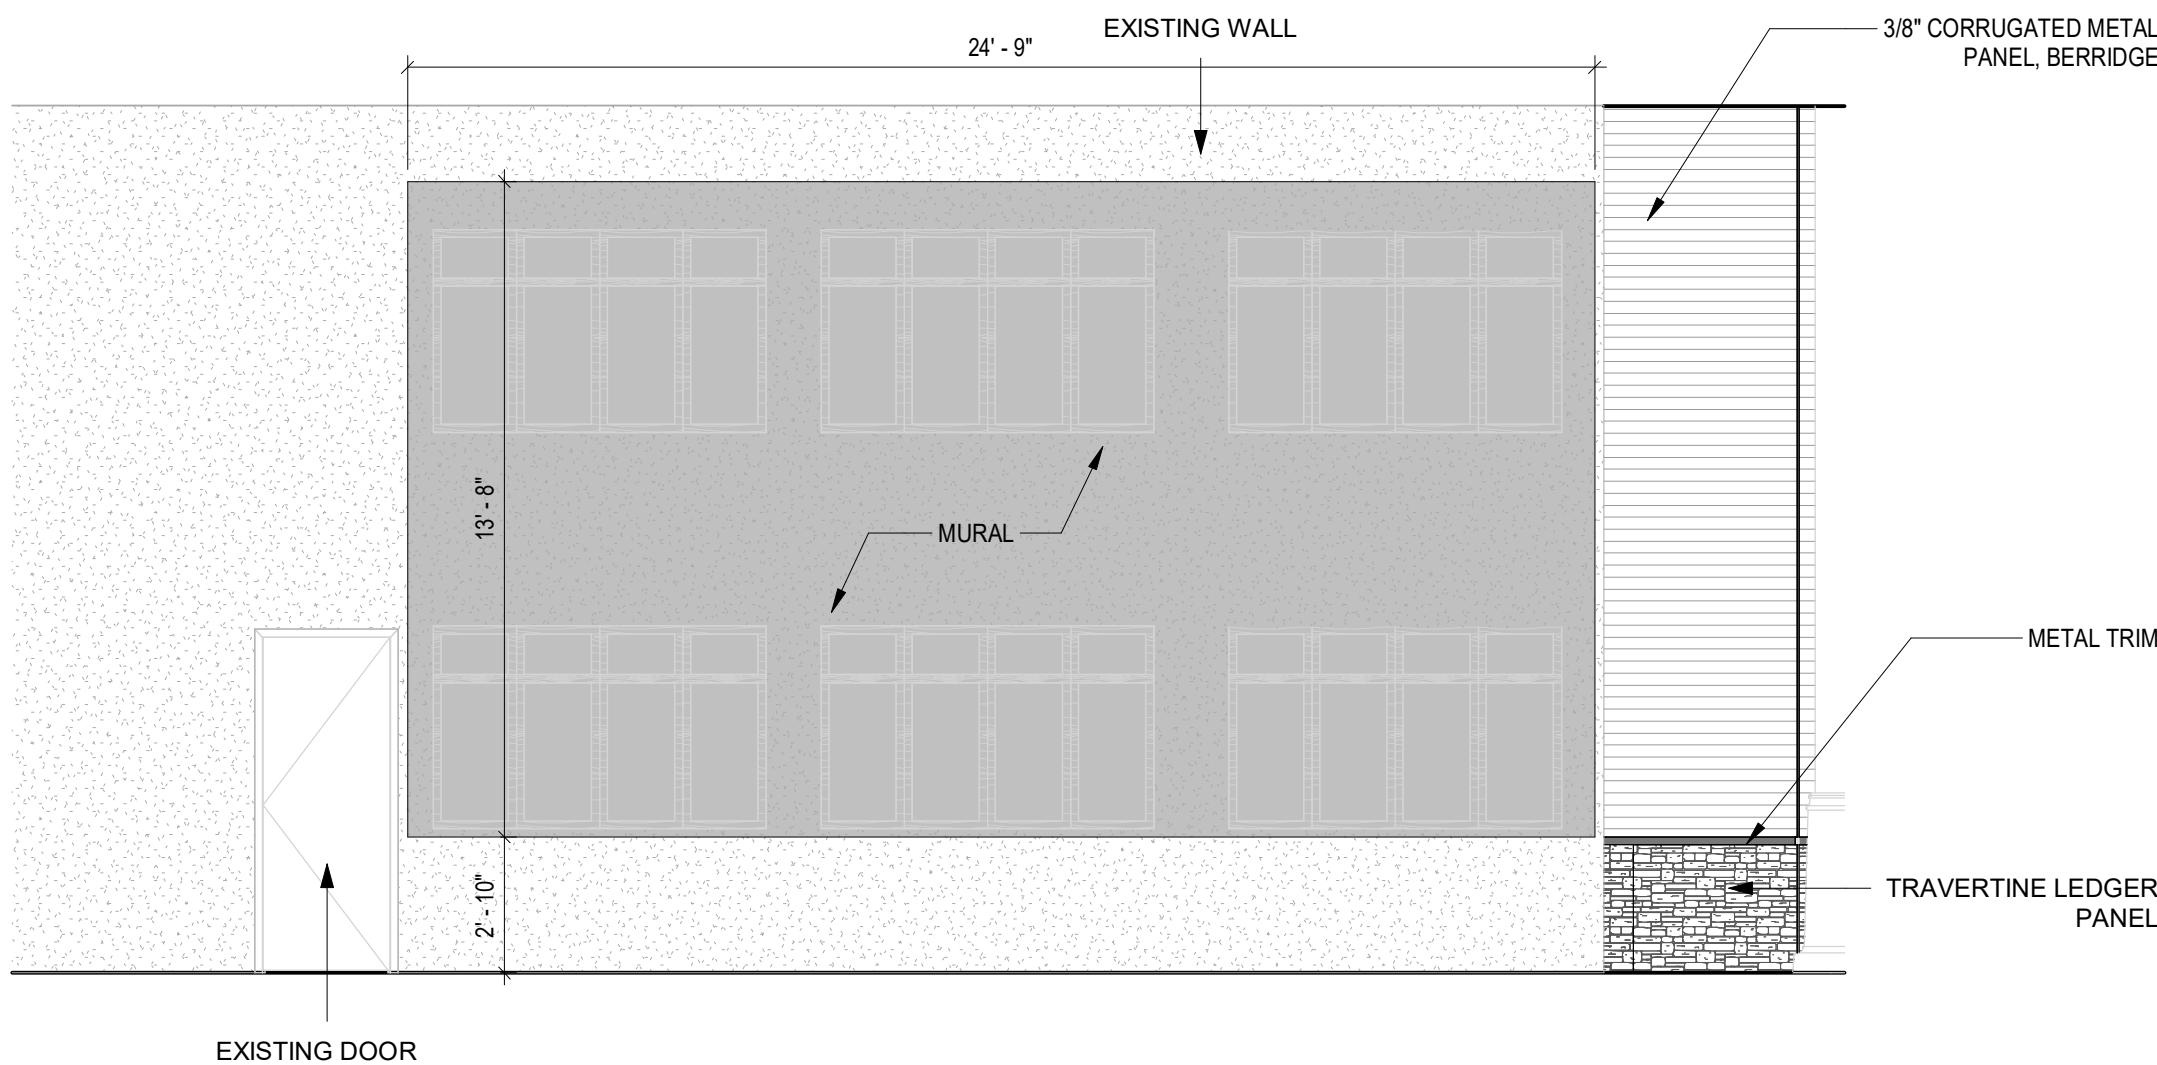 EXISTING WALL
24' - 9"
3/8" CORRUGATED METAL
PANEL, BERRIDGE
13' - 8"
MURAL
METAL TRIM
2' - 10"
TRAVERTINE LEDGER
PANEL
EXISTING DOOR